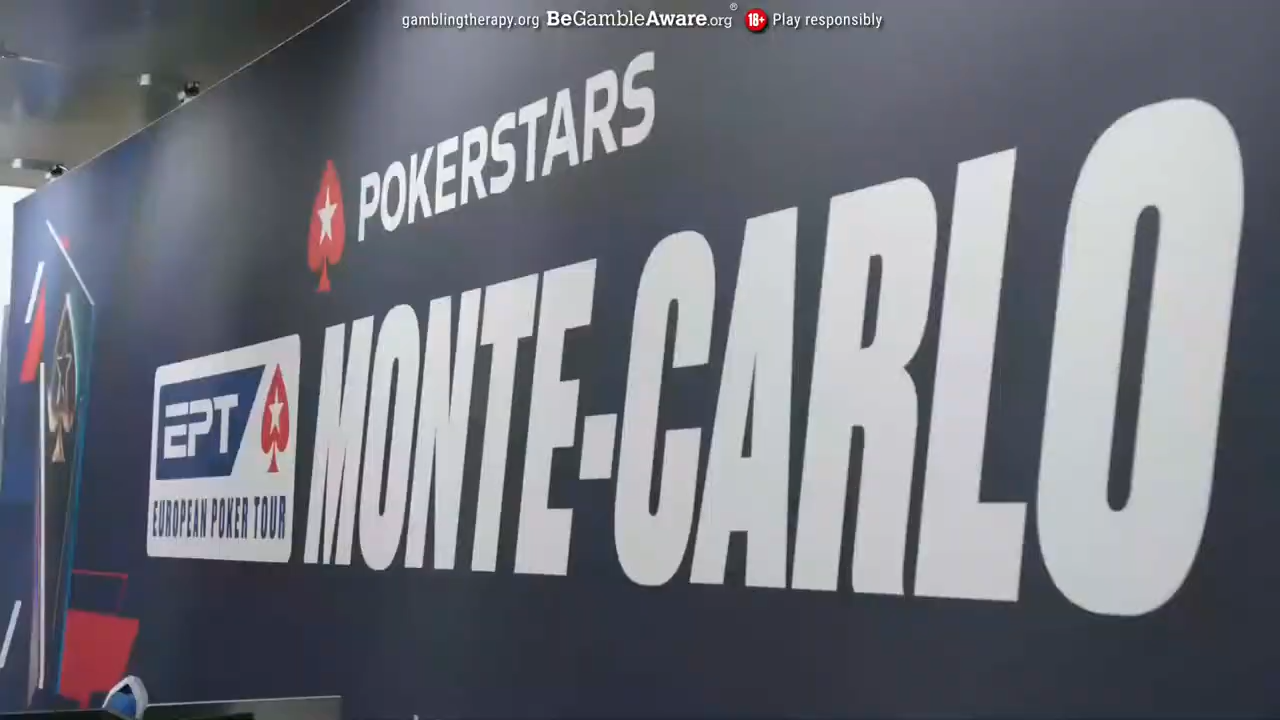 gamblingtherapy.org BeGambleAware.org® 18+ Play responsibly
POKERSTARS
MONTE-CARLO
EPT
EUROPEAN POKER TOUR